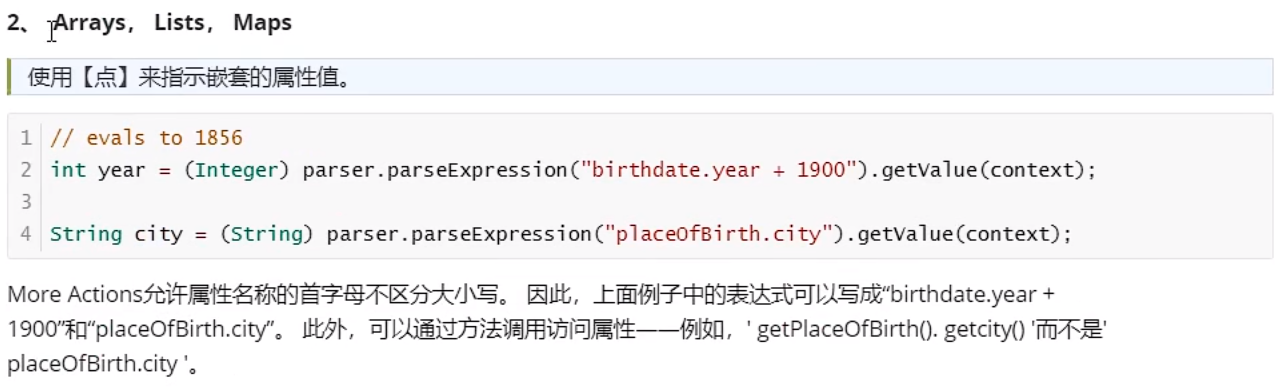 2、 Arrays， Lists， Maps
使用【点】来指示嵌套的属性值。
1 // evals to 1856
2 int year = (Integer) parser.parseExpression("birthdate.year + 1900").getValue(context);
3
4 String city = (String) parser.parseExpression("placeOfBirth.city").getValue(context);
More Actions允许属性名称的首字母不区分大小写。 因此，上面例子中的表达式可以写成“birthdate.year +
1900”和“placeOfBirth.city”。 此外，可以通过方法调用访问属性——例如，' getPlaceOfBirth(). getcity() '而不是'
placeOfBirth.city '。